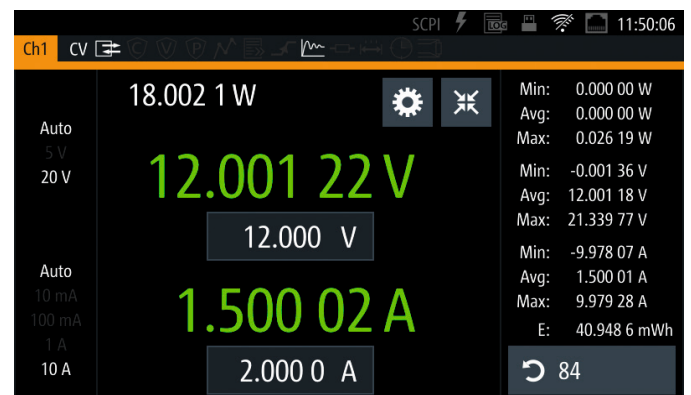 SCPI LOG 11:50:06
Ch1 CV C V P
18.002 1 W
Auto
5 V
20 V
12.001 22 V
12.000 V
Auto
10 mA
100 mA
1 A
10 A
1.500 02 A
2.000 0 A
Min: 0.000 00 W
Avg: 0.000 00 W
Max: 0.026 19 W
Min: -0.001 36 V
Avg: 12.001 18 V
Max: 21.339 77 V
Min: -9.978 07 A
Avg: 1.500 01 A
Max: 9.979 28 A
E: 40.948 6 mWh
84